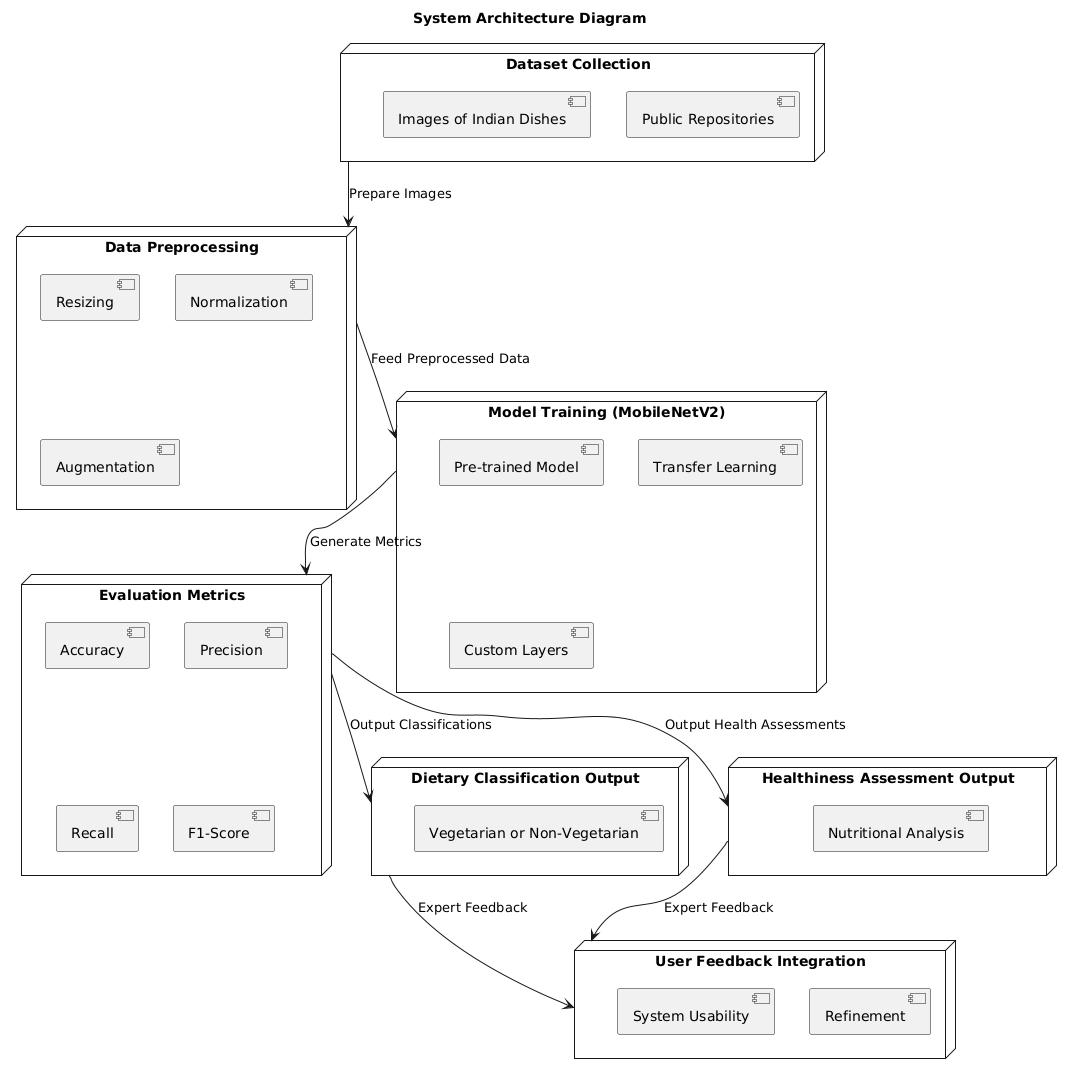 System Architecture Diagram
Dataset Collection
Images of Indian Dishes
Public Repositories
Prepare Images
Data Preprocessing
Resizing
Normalization
Augmentation
Feed Preprocessed Data
Model Training (MobileNetV2)
Pre-trained Model
Transfer Learning
Custom Layers
Generate Metrics
Evaluation Metrics
Accuracy
Precision
Recall
F1-Score
Output Classifications
Output Health Assessments
Dietary Classification Output
Vegetarian or Non-Vegetarian
Healthiness Assessment Output
Nutritional Analysis
Expert Feedback
Expert Feedback
User Feedback Integration
System Usability
Refinement